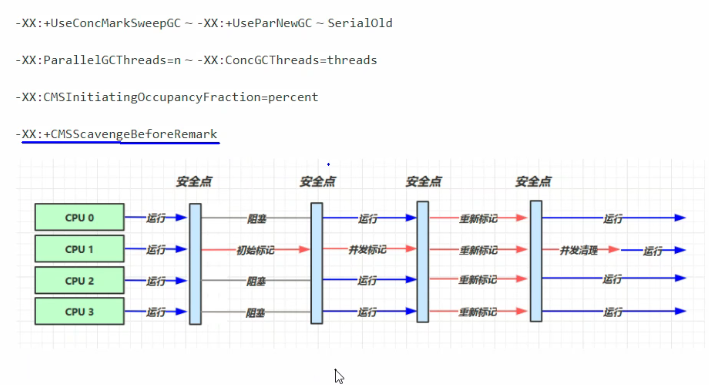 -XX:+UseConcMarkSweepGC ~ -XX:+UseParNewGC ~ SerialOld
-XX:ParallelGCThreads=n ~ -XX:ConcGCThreads=threads
-XX:CMSInitiatingOccupancyFraction=percent
-XX:+CMSScavengeBeforeRemark
安全点 安全点 安全点 安全点
CPU 0 运行 阻塞 运行 重新标记 运行
CPU 1 运行 初始标记 并发标记 重新标记 并发清理 运行
CPU 2 运行 阻塞 运行 重新标记 运行
CPU 3 运行 阻塞 运行 重新标记 运行